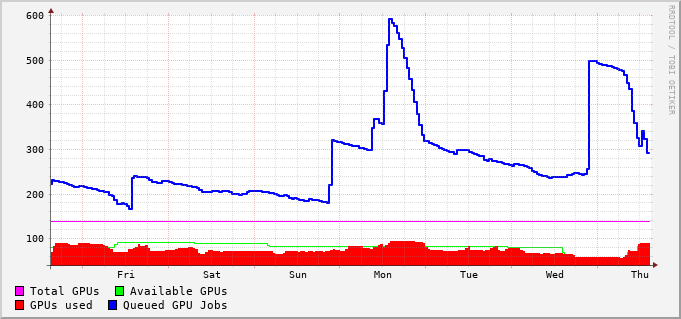 600
500
400
300
200
100
Fri Sat Sun Mon Tue Wed Thu
Total GPUs Available GPUs
GPUs used Queued GPU Jobs
RRDTOOL / TOBI OETIKER